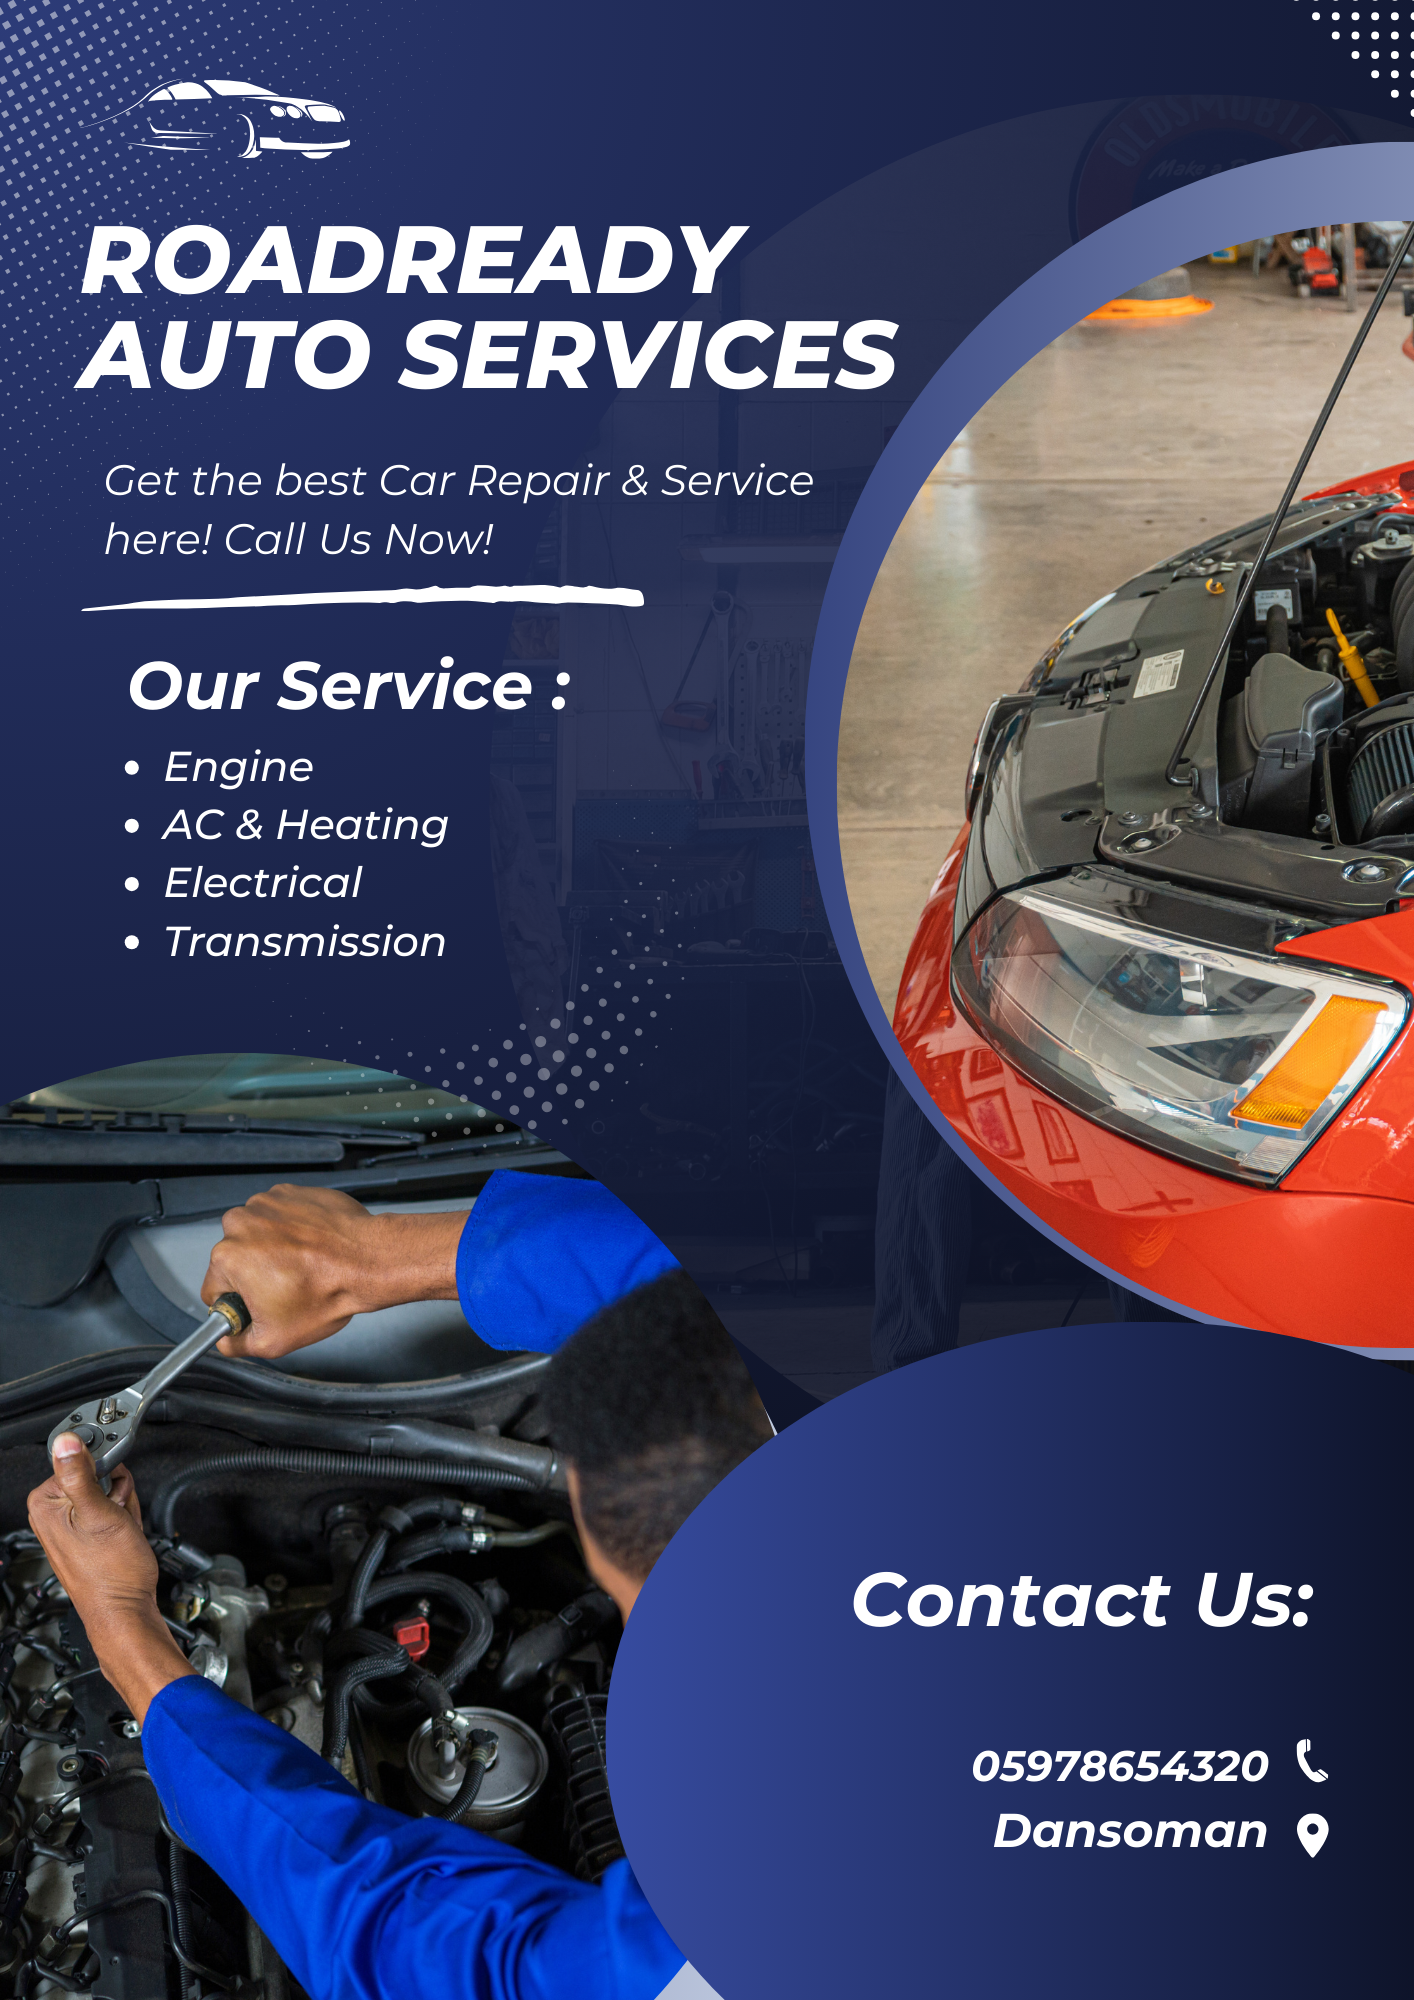 OLDSMOBILE
ROADREADY
AUTO SERVICES
Get the best Car Repair & Service
here! Call Us Now!
Our Service :
• Engine
• AC & Heating
• Electrical
• Transmission
Contact Us:
05978654320
Dansoman